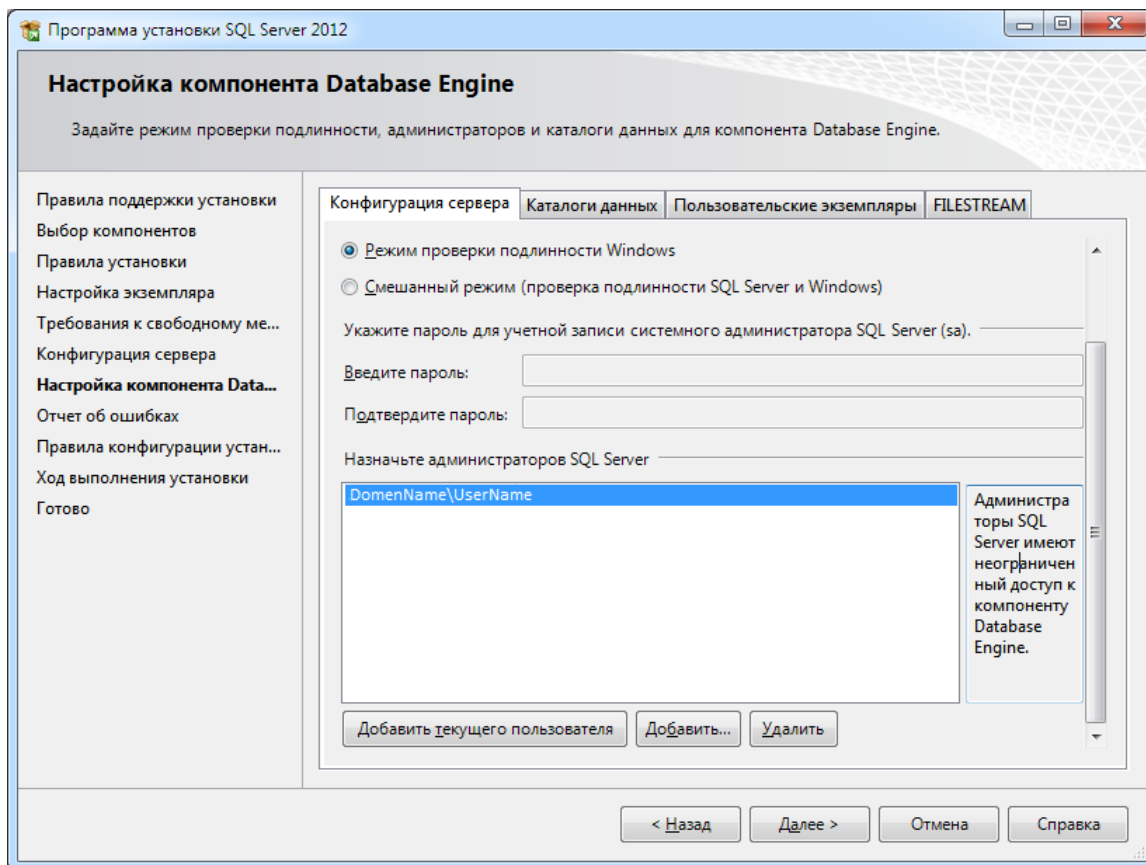 Программа установки SQL Server 2012
Настройка компонента Database Engine
Задайте режим проверки подлинности, администраторов и каталоги данных для компонента Database Engine.
Правила поддержки установки
Выбор компонентов
Правила установки
Настройка экземпляра
Требования к свободному ме...
Конфигурация сервера
Настройка компонента Data...
Отчет об ошибках
Правила конфигурации устан...
Ход выполнения установки
Готово
Конфигурация сервера Каталоги данных Пользовательские экземпляры FILESTREAM
Режим проверки подлинности Windows
Смешанный режим (проверка подлинности SQL Server и Windows)
Укажите пароль для учетной записи системного администратора SQL Server (sa).
Введите пароль:
Подтвердите пароль:
Назначьте администраторов SQL Server
DomenName\UserName
Администра
торы SQL
Server имеют
неограничен
ный доступ к
компоненту
Database
Engine.
Добавить текущего пользователя Добавить... Удалить
< Назад Далее > Отмена Справка